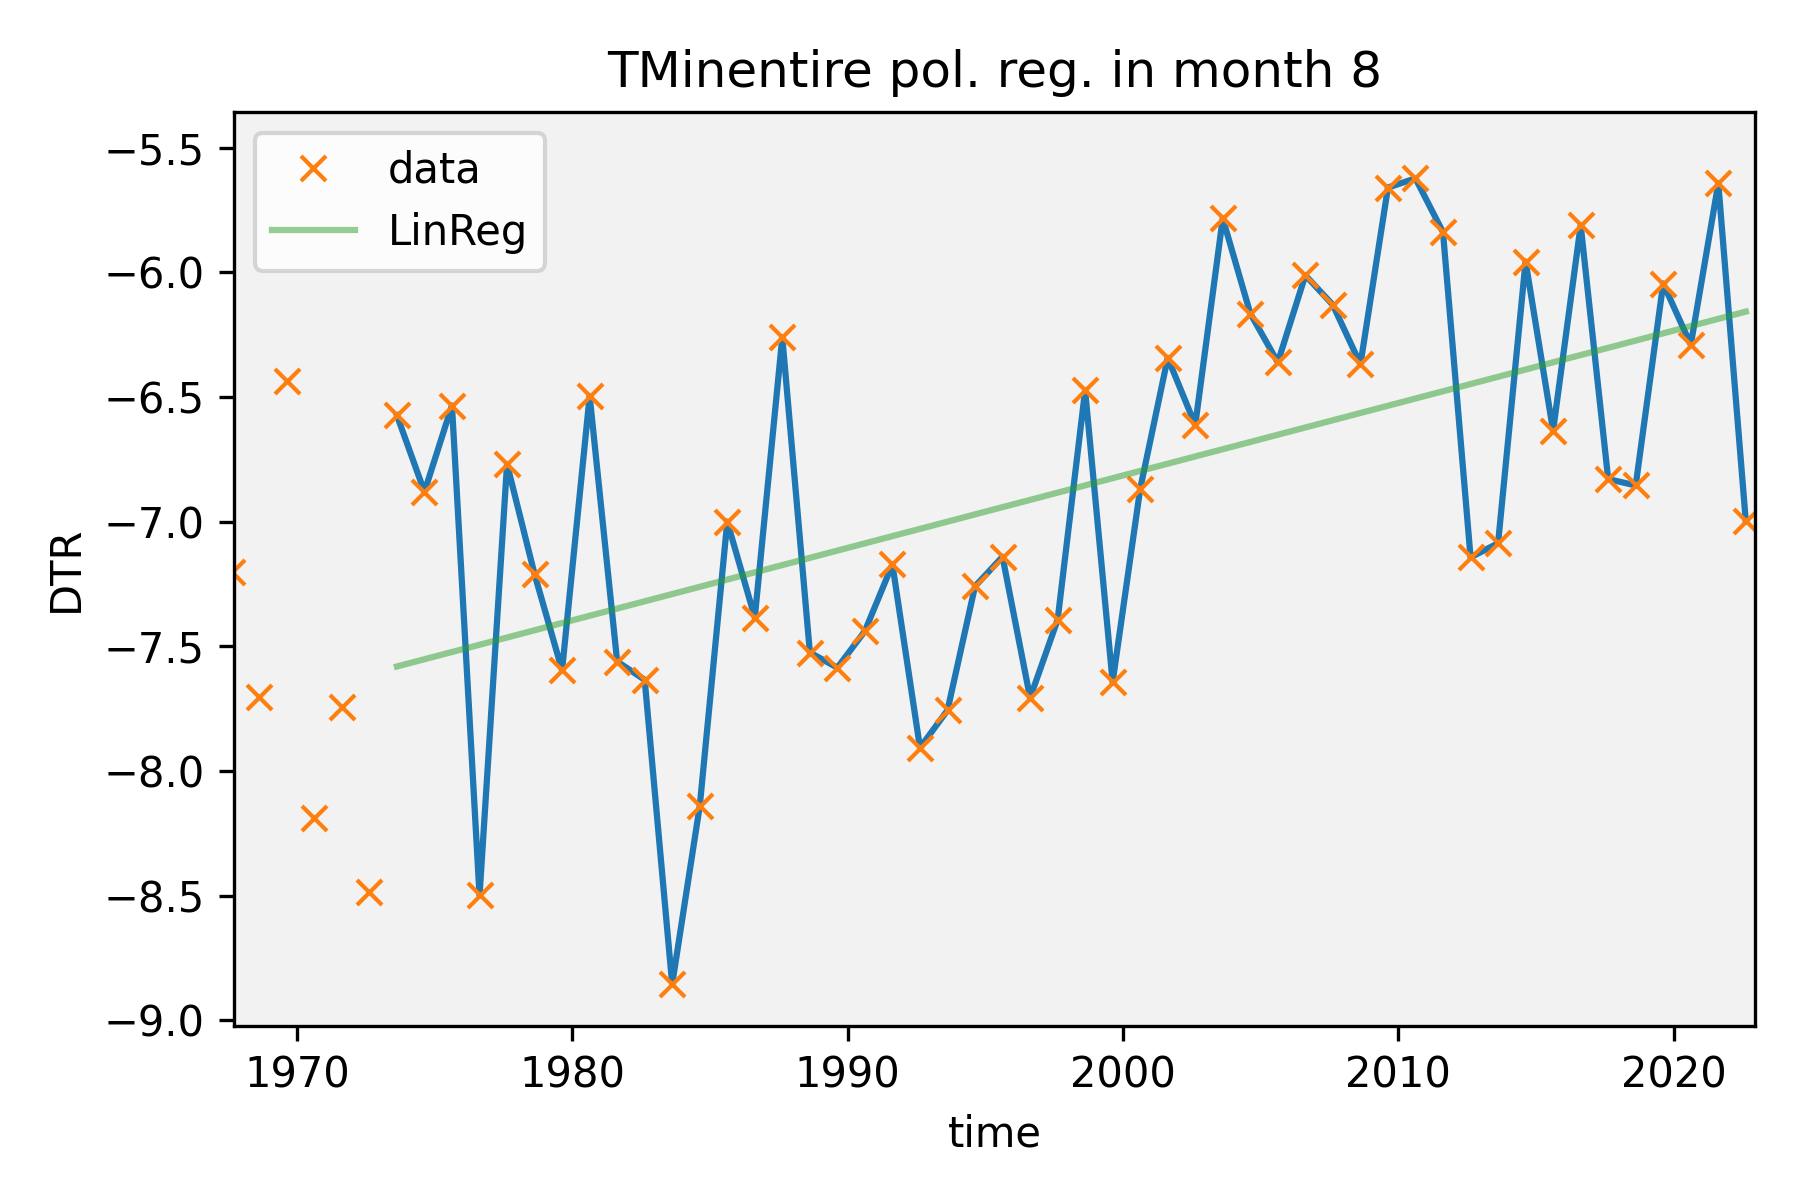 TMinentire pol. reg. in month 8
data
LinReg
DTR
−5.5
−6.0
−6.5
−7.0
−7.5
−8.0
−8.5
−9.0
1970 1980 1990 2000 2010 2020
time